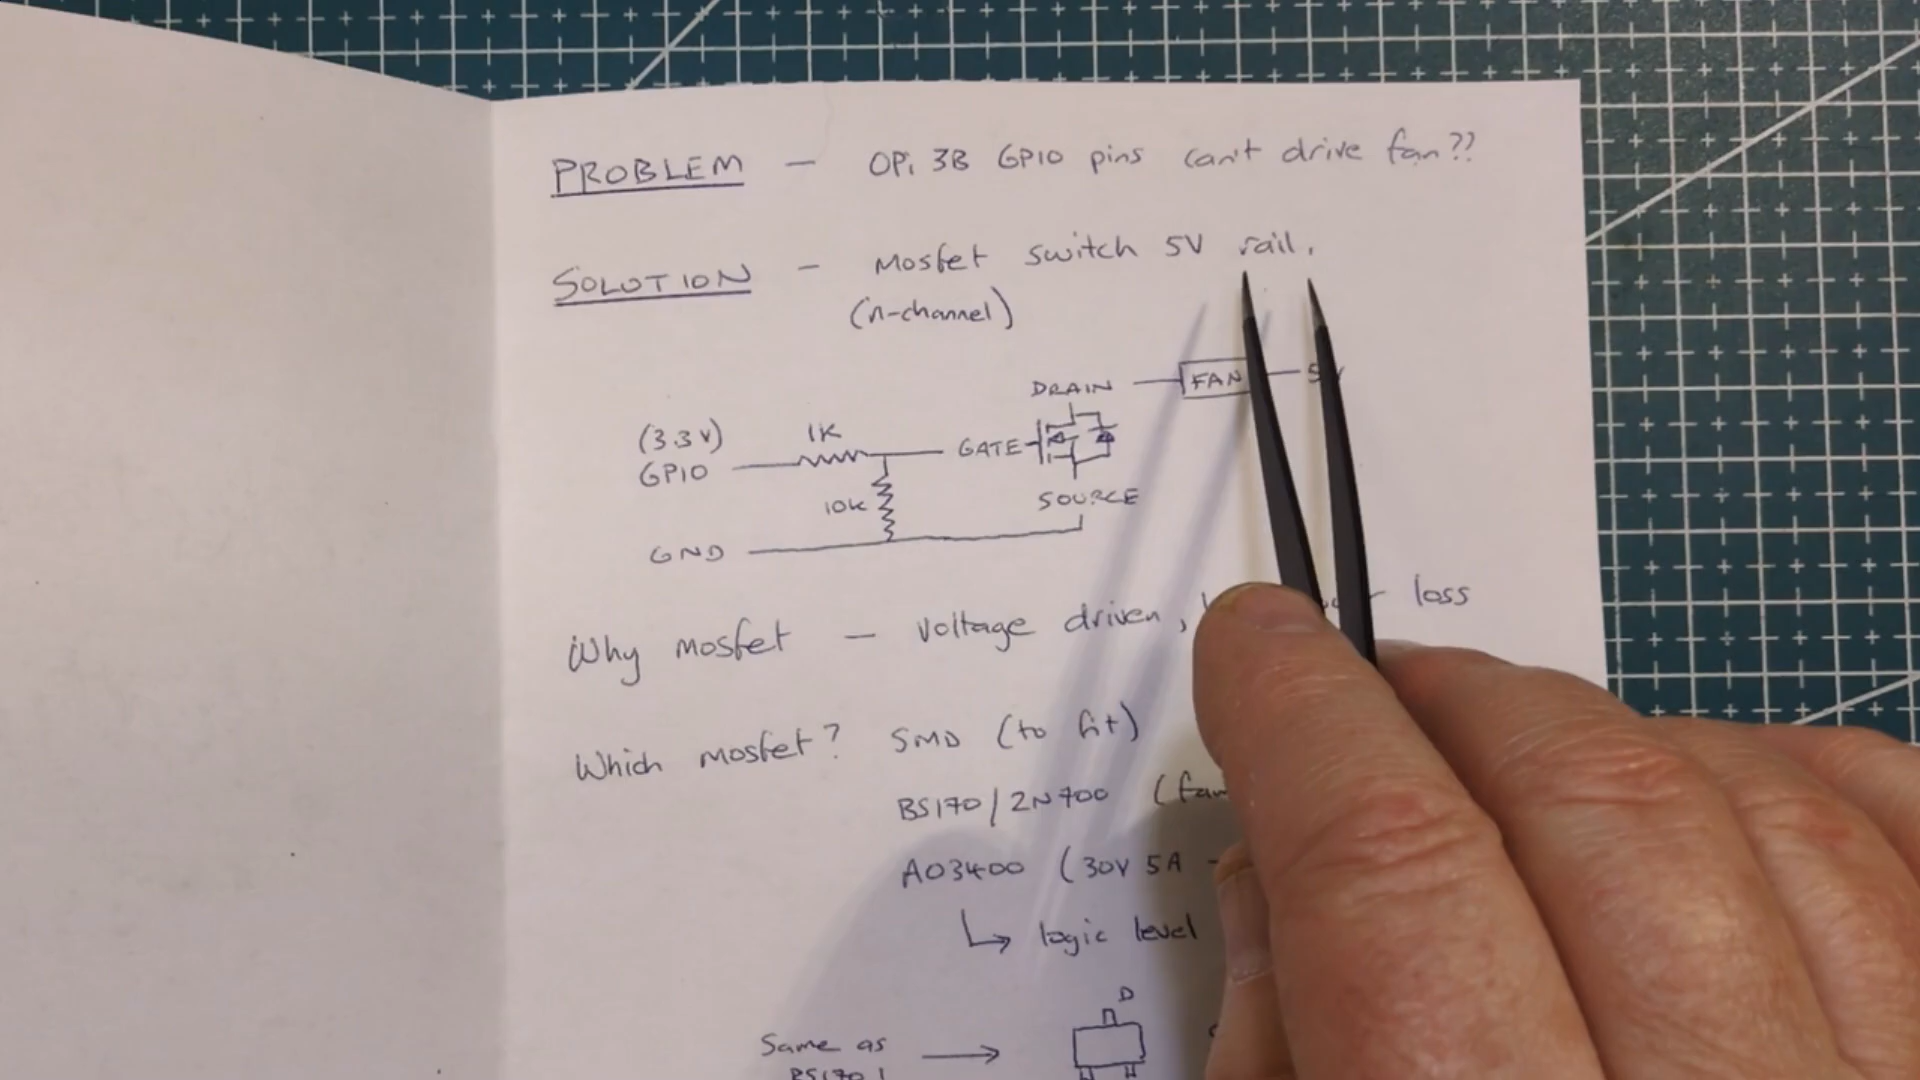 PROBLEM - OPi 3B GPIO pins can't drive fan??
SOLUTION - Mosfet switch 5V rail.
(n-channel)
DRAIN
FAN
(3.3V)
GPIO
1K
GATE
10K
SOURCE
GND
Why mosfet - voltage driven, loss
Which mosfet? SMD (to fit)
BS170/2N700 (fan
AO3400 (30V 5A -
logic level
D
Same as
BS170!